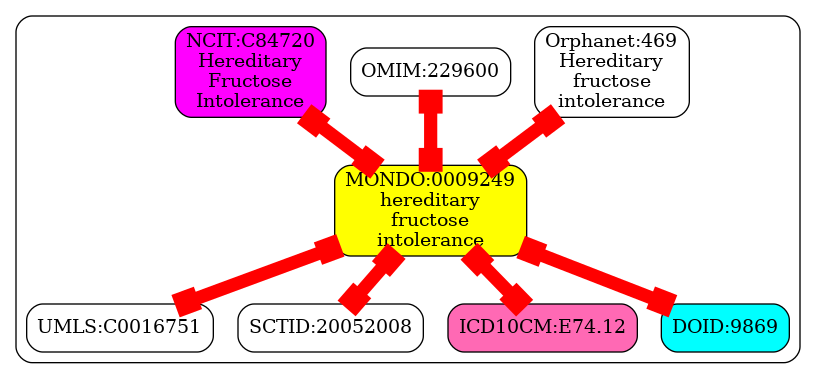 NCIT:C84720
Hereditary
Fructose
Intolerance
OMIM:229600
Orphanet:469
Hereditary
fructose
intolerance
MONDO:0009249
hereditary
fructose
intolerance
UMLS:C0016751
SCTID:20052008
ICD10CM:E74.12
DOID:9869